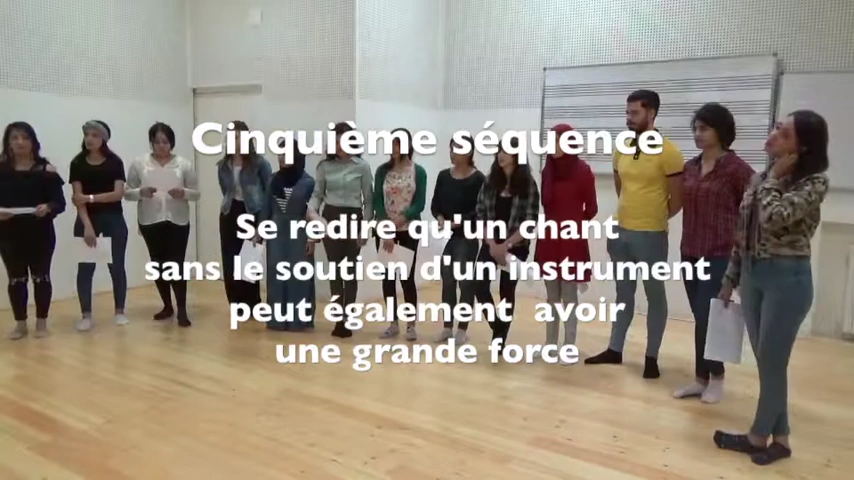 Cinquième séquence
Se redire qu'un chant
sans le soutien d'un instrument
peut également avoir
une grande force